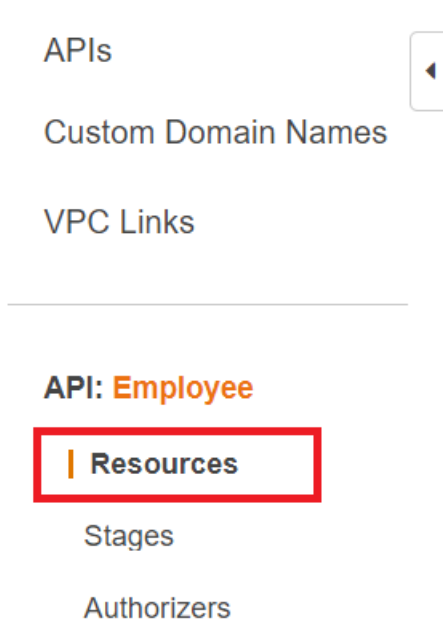 APIs
Custom Domain Names
VPC Links
API: Employee
Resources
Stages
Authorizers